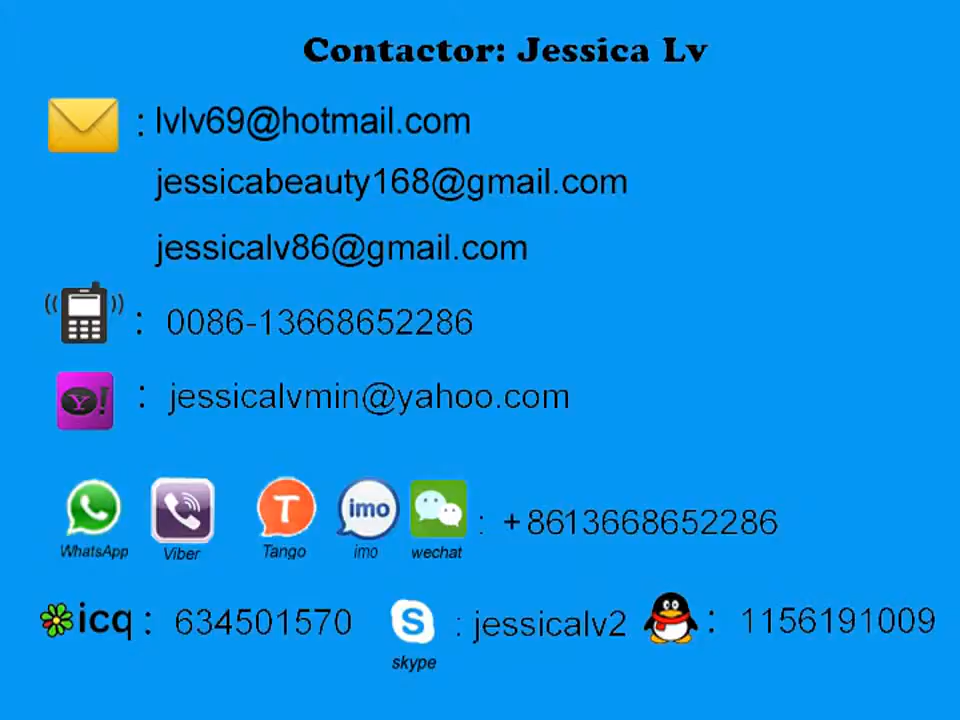 Contactor: Jessica Lv
: lvlv69@hotmail.com
jessicabeauty168@gmail.com
jessicalv86@gmail.com
: 0086-13668652286
Y! : jessicalvmin@yahoo.com
T imo : +8613668652286
WhatsApp Viber Tango imo wechat
icq : 634501570 S : jessicalv2 : 1156191009
skype